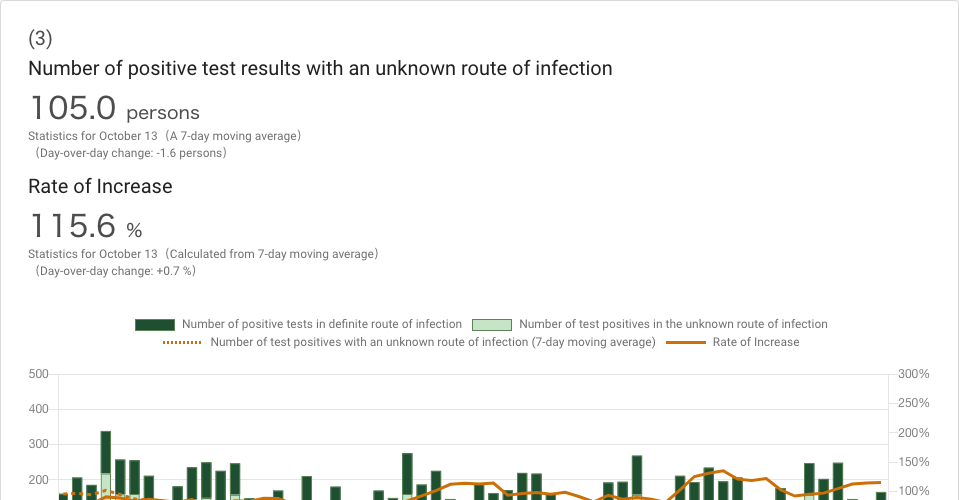 (3)
Number of positive test results with an unknown route of infection
105.0 persons
Statistics for October 13（A 7-day moving average）
（Day-over-day change: -1.6 persons）
Rate of Increase
115.6 %
Statistics for October 13（Calculated from 7-day moving average）
（Day-over-day change: +0.7 %）
Number of positive tests in definite route of infection Number of test positives in the unknown route of infection
Number of test positives with an unknown route of infection (7-day moving average) Rate of Increase
500 300%
250%
400
200%
300
150%
200
100%